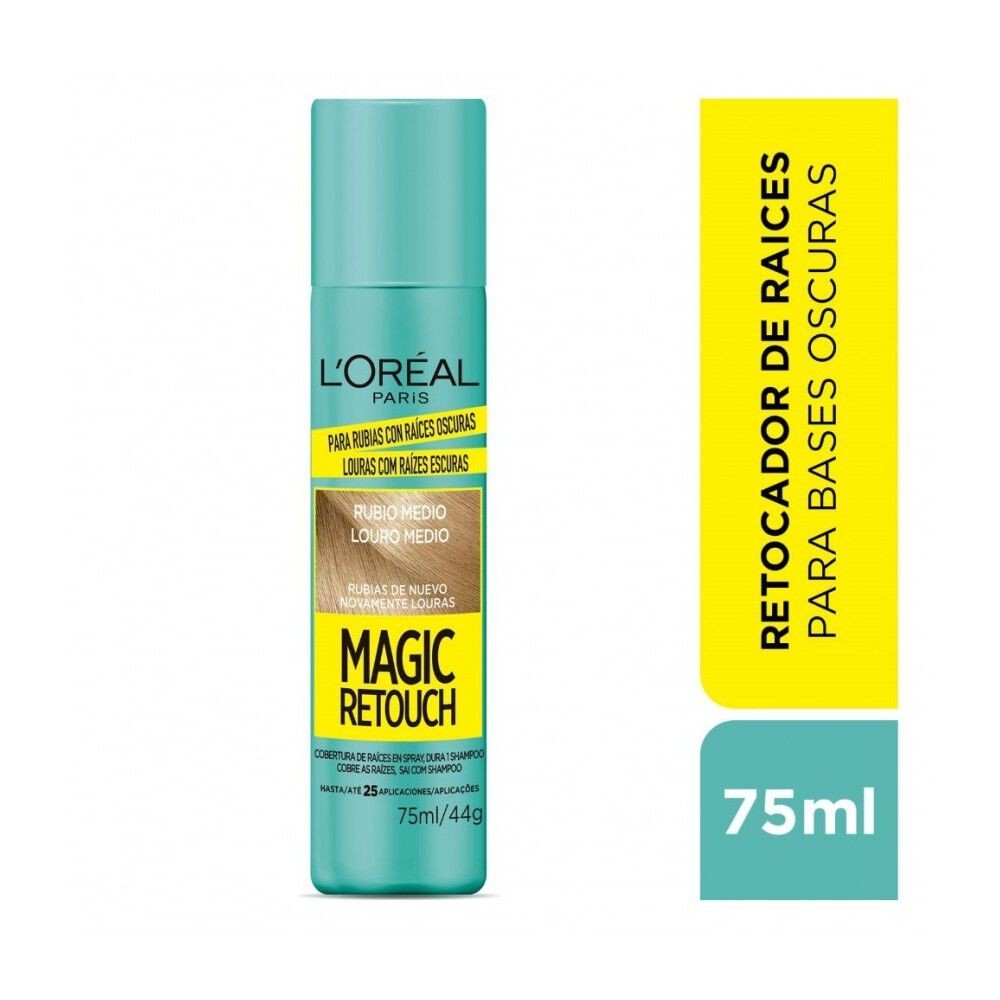 L'ORÉAL
PARIS
PARA RUBIAS CON RAÍCES OSCURAS
LOURAS COM RAÍZES ESCURAS
RUBIO MEDIO
LOURO MEDIO
RUBIAS DE NUEVO
NOVAMENTE LOURAS
MAGIC
RETOUCH
COBERTURA DE RAÍCES EN SPRAY, DURA 1 SHAMPOO
COBRE AS RAÍZES, SAI COM SHAMPOO
HASTA/ATÉ 25 APLICACIONES/APLICAÇÕES
75ml/44g
RETOCADOR DE RAICES
PARA BASES OSCURAS
75ml